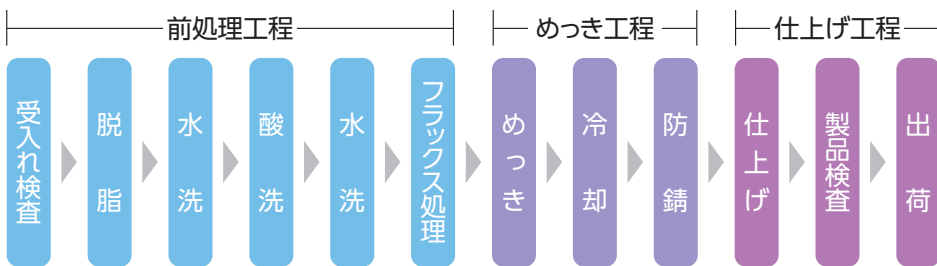 前処理工程
めっき工程
仕上げ工程
受入れ検査
脱脂
水洗
酸洗
水洗
フラックス処理
めっき
冷却
防錆
仕上げ
製品検査
出荷